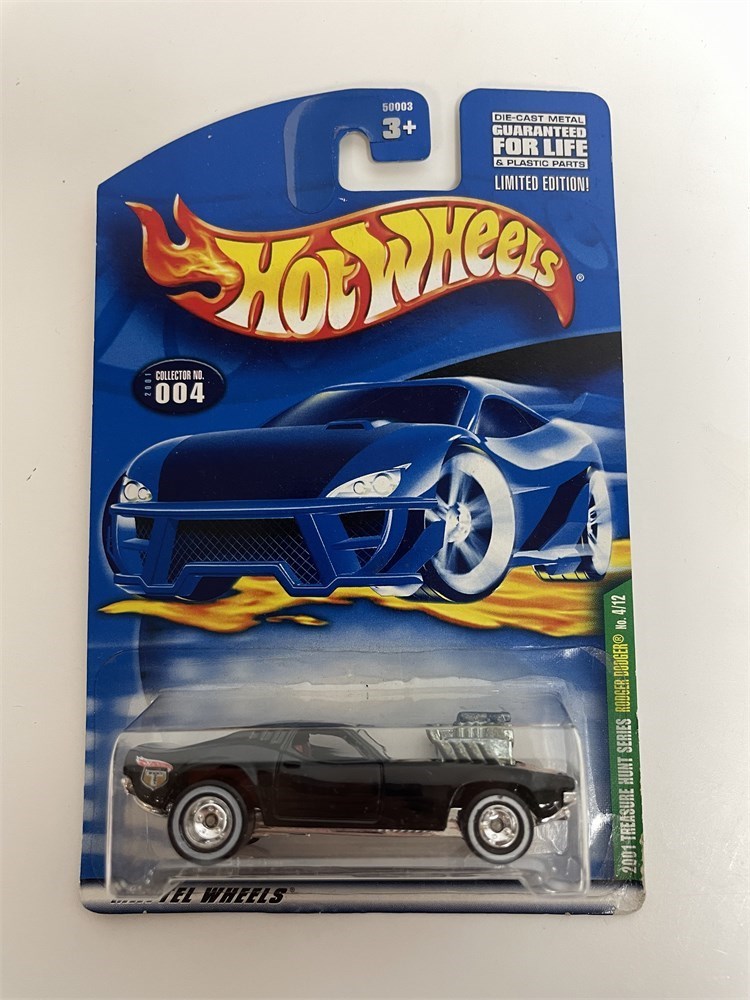 50003
3+
DIE-CAST METAL
GUARANTEED
FOR LIFE
& PLASTIC PARTS
LIMITED EDITION!
HOT WHEELS®
2001
COLLECTOR NO.
004
2001 TREASURE HUNT SERIES RODGER DODGER® No. 4/12
WHEELS